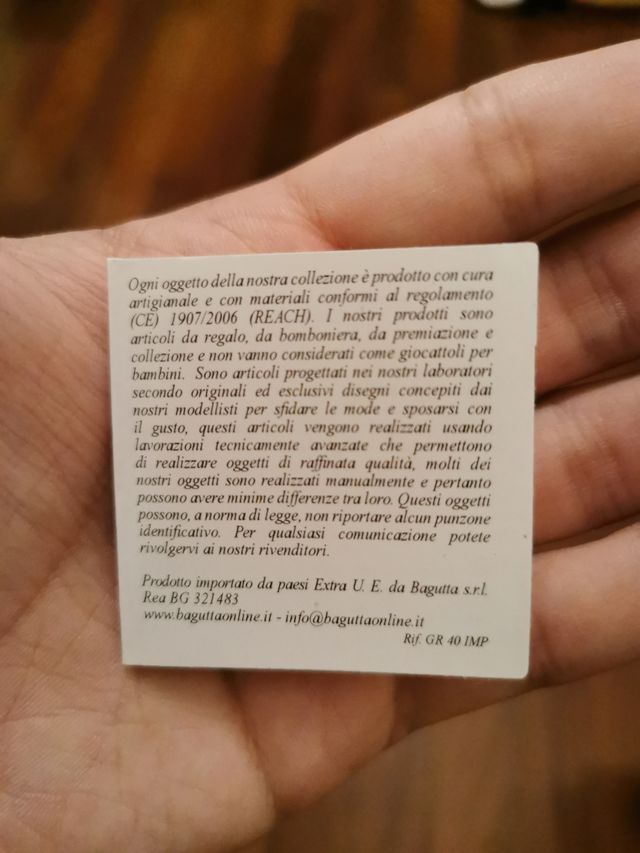 Ogni oggetto della nostra collezione è prodotto con cura
artigianale e con materiali conformi al regolamento
(CE) 1907/2006 (REACH). I nostri prodotti sono
articoli da regalo, da bomboniera, da premiazione e
collezione e non vanno considerati come giocattoli per
bambini. Sono articoli progettati nei nostri laboratori
secondo originali ed esclusivi disegni concepiti dai
nostri modellisti per sfidare le mode e sposarsi con
il gusto, questi articoli vengono realizzati usando
lavorazioni tecnicamente avanzate che permettono
di realizzare oggetti di raffinata qualità, molti dei
nostri oggetti sono realizzati manualmente e pertanto
possono avere minime differenze tra loro. Questi oggetti
possono, a norma di legge, non riportare alcun punzone
identificativo. Per qualsiasi comunicazione potete
rivolgervi ai nostri rivenditori.
Prodotto importato da paesi Extra U. E. da Bagutta s.r.l.
Rea BG 321483
www.baguttaonline.it - info@baguttaonline.it
Rif. GR 40 IMP